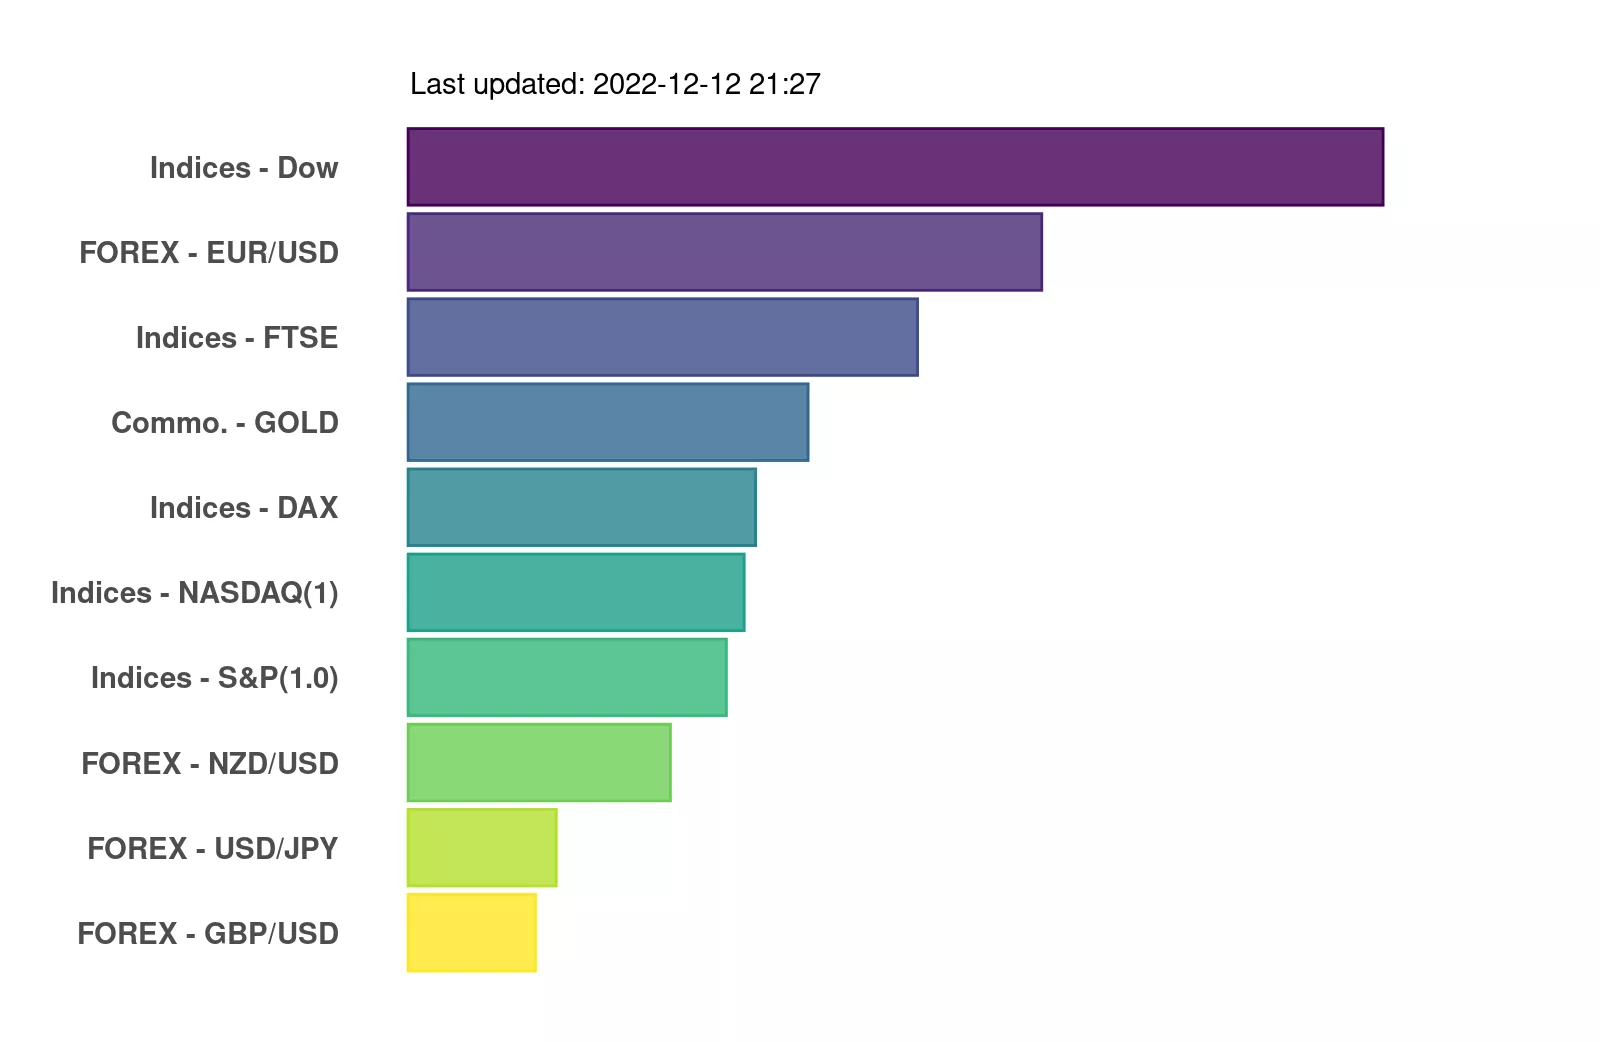 Last updated: 2022-12-12 21:27
Indices - Dow
FOREX - EUR/USD
Indices - FTSE
Commo. - GOLD
Indices - DAX
Indices - NASDAQ(1)
Indices - S&P(1.0)
FOREX - NZD/USD
FOREX - USD/JPY
FOREX - GBP/USD